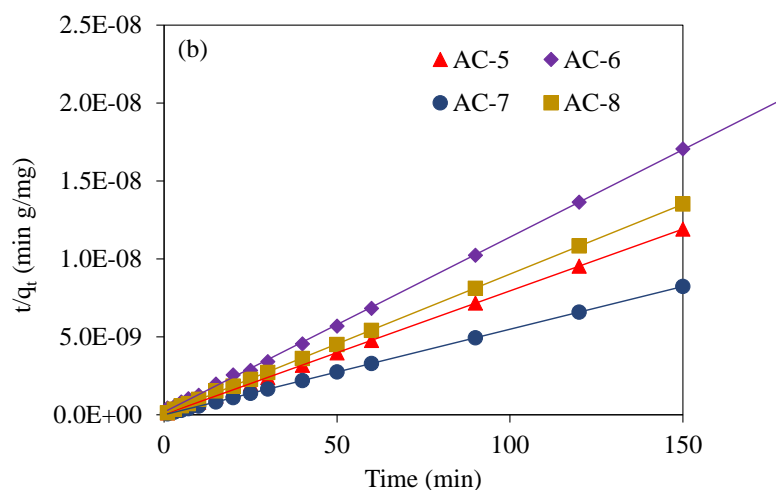 (b)
AC-5 AC-6
AC-7 AC-8
2.5E-08
2.0E-08
1.5E-08
1.0E-08
5.0E-09
0.0E+00
t/qt (min g/mg)
0 50 100 150
Time (min)